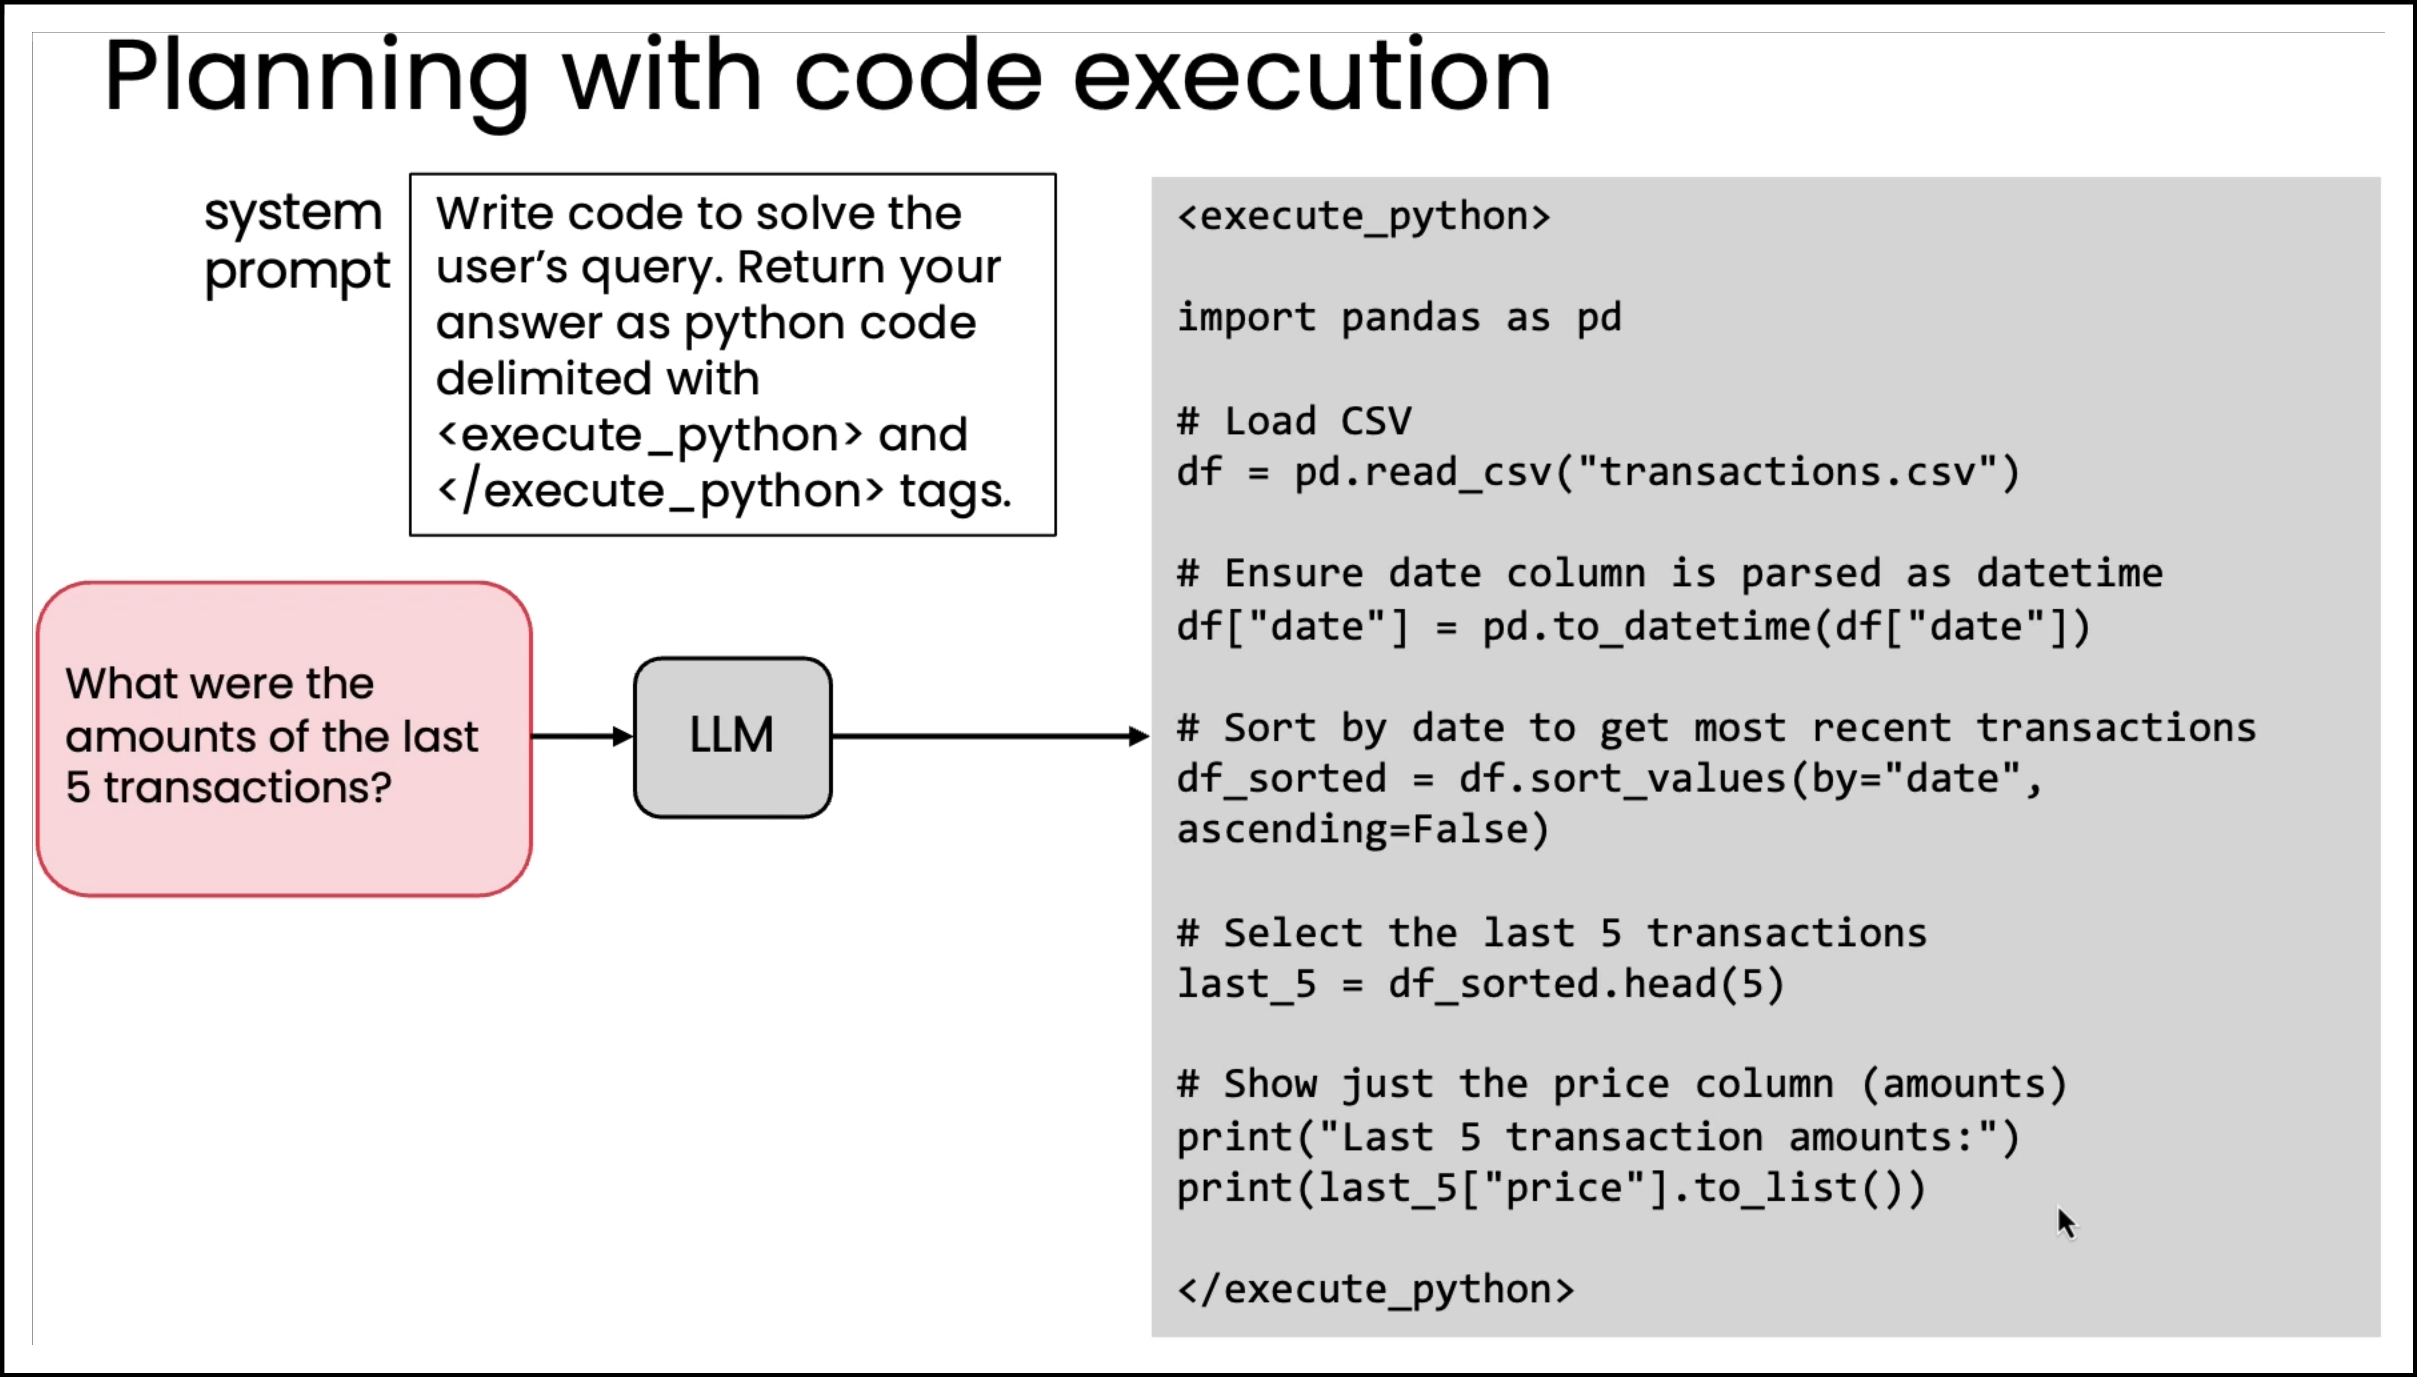 Planning with code execution
system
prompt
Write code to solve the
user’s query. Return your
answer as python code
delimited with
<execute_python> and
</execute_python> tags.
What were the
amounts of the last
5 transactions?
LLM
<execute_python>
import pandas as pd
# Load CSV
df = pd.read_csv("transactions.csv")
# Ensure date column is parsed as datetime
df["date"] = pd.to_datetime(df["date"])
# Sort by date to get most recent transactions
df_sorted = df.sort_values(by="date",
ascending=False)
# Select the last 5 transactions
last_5 = df_sorted.head(5)
# Show just the price column (amounts)
print("Last 5 transaction amounts:")
print(last_5["price"].to_list())
</execute_python>